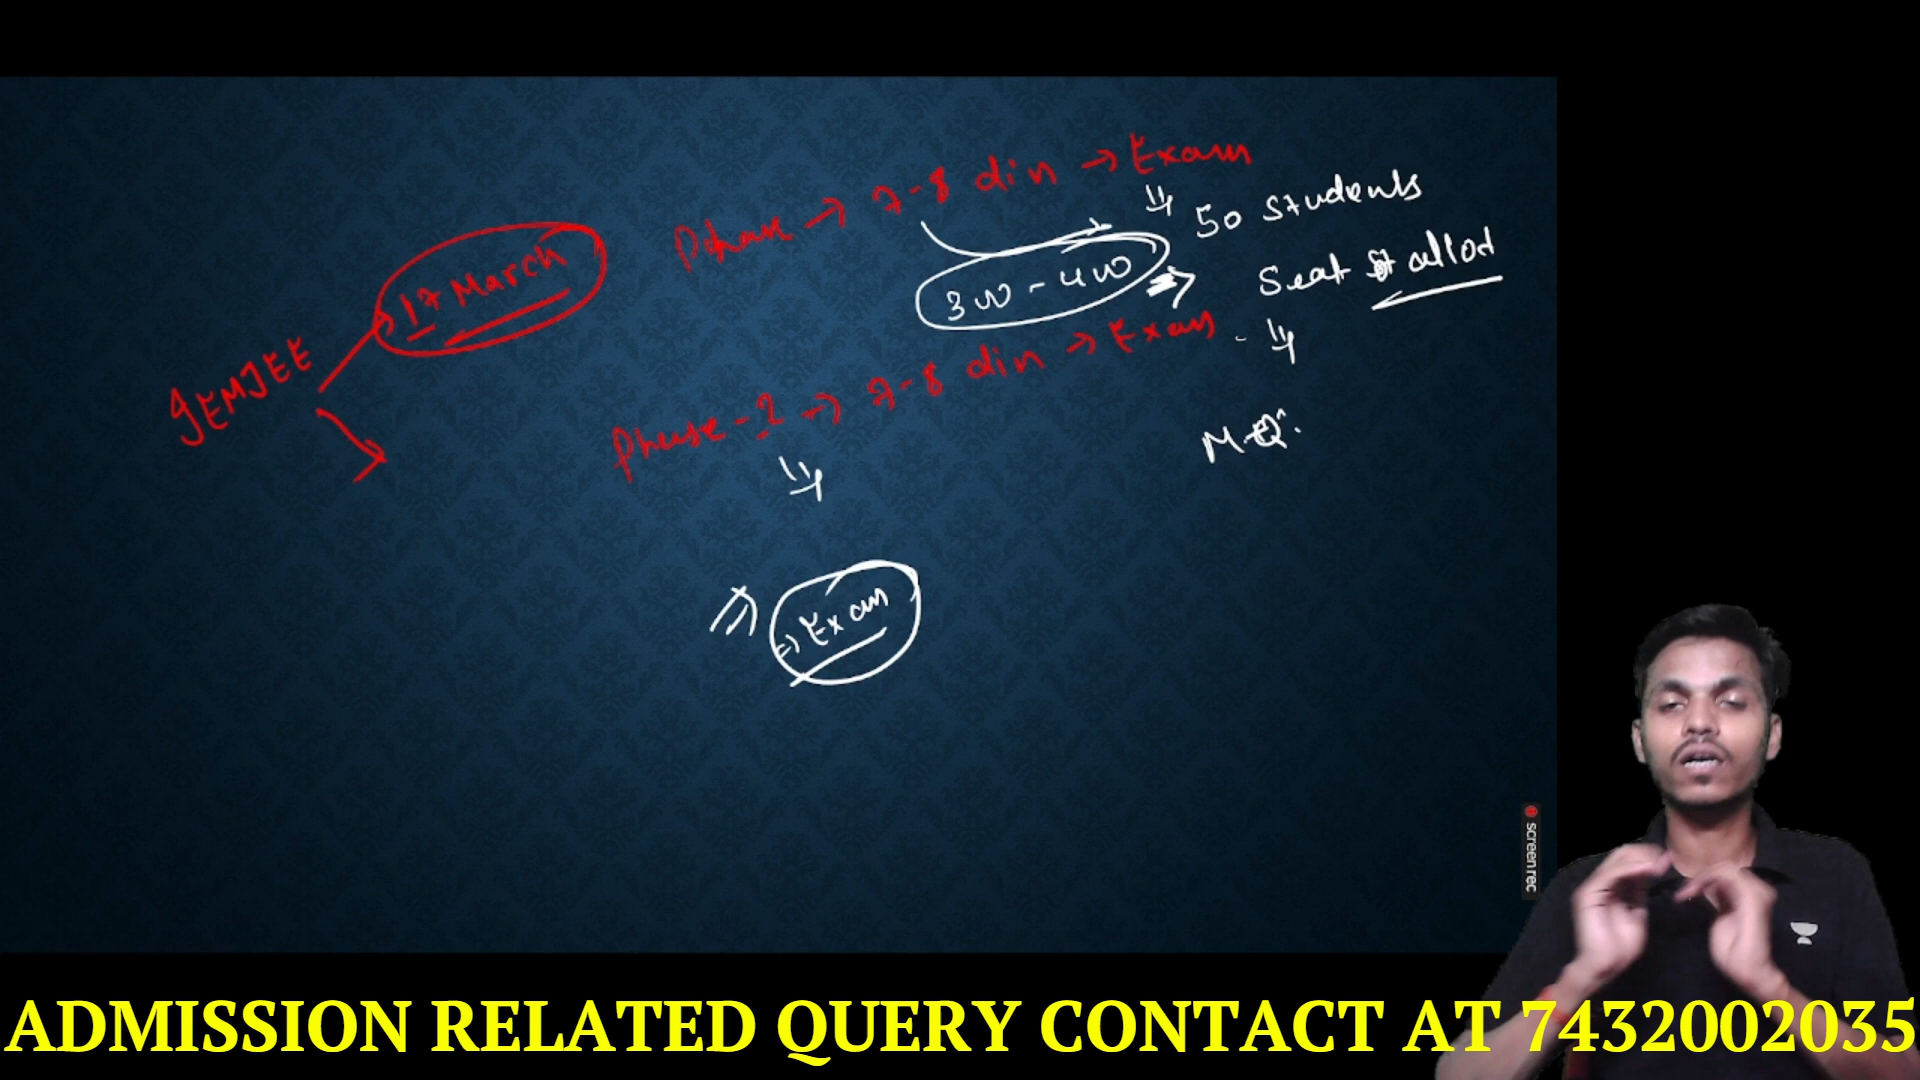 Phase → 7-8 din → Exam
50 Students
17 March
3w - 4w →
Seat allot
IEMJEE
Phase - 2 → 7-8 din → Exam
M.Q.
⇒ Exam
screenrec
ADMISSION RELATED QUERY CONTACT AT 7432002035